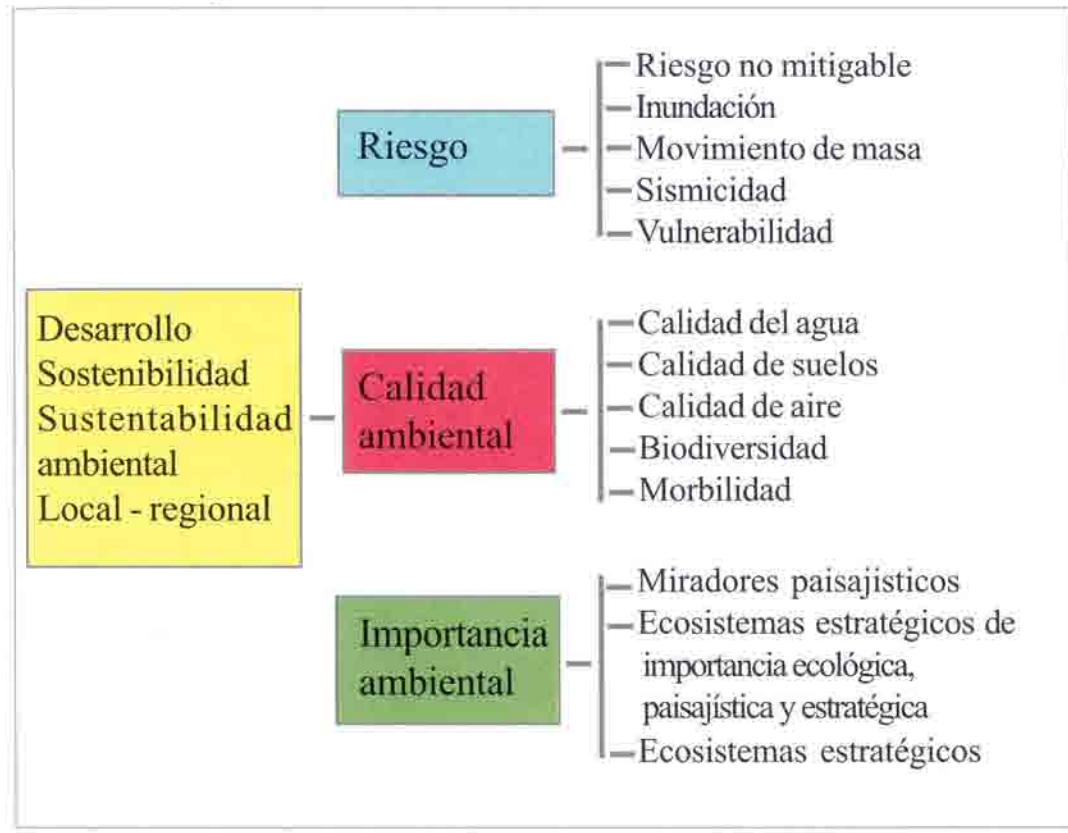 Riesgo
Riesgo no mitigable
Inundación
Movimiento de masa
Sismicidad
Vulnerabilidad
Desarrollo
Sostenibilidad
Sustentabilidad
ambiental
Local - regional
Calidad
ambiental
Calidad del agua
Calidad de suelos
Calidad de aire
Biodiversidad
Morbilidad
Importancia
ambiental
Miradores paisajisticos
Ecosistemas estratégicos de
importancia ecológica,
paisajística y estratégica
Ecosistemas estratégicos